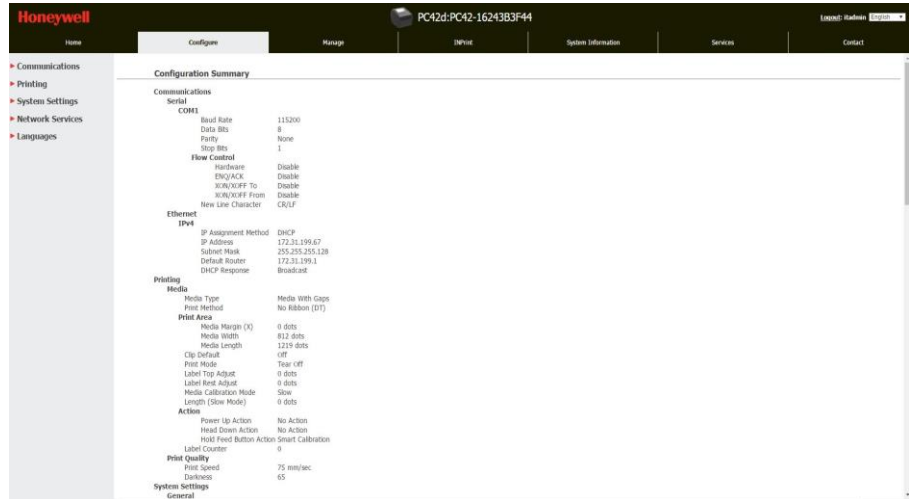 Honeywell
PC42d:PC42-16243B3F44
Logout: itadmin English
Home Configure Manage INPrint System Information Services Contact
Communications
Printing
System Settings
Network Services
Languages
Configuration Summary
Communications
Serial
COM1
Baud Rate 115200
Data Bits 8
Parity None
Stop Bits 1
Flow Control
Hardware Disable
ENQ/ACK Disable
XON/XOFF To Disable
XON/XOFF From Disable
New Line Character CR/LF
Ethernet
IPv4
IP Assignment Method DHCP
IP Address 172.31.199.67
Subnet Mask 255.255.255.128
Default Router 172.31.199.1
DHCP Response Broadcast
Printing
Media
Media Type Media With Gaps
Print Method No Ribbon (DT)
Print Area
Media Margin (X) 0 dots
Media Width 812 dots
Media Length 1219 dots
Clip Default Off
Print Mode Tear Off
Label Top Adjust 0 dots
Label Rest Adjust 0 dots
Media Calibration Mode Slow
Length (Slow Mode) 0 dots
Action
Power Up Action No Action
Head Down Action No Action
Hold Feed Button Action Smart Calibration
Label Counter 0
Print Quality
Print Speed 75 mm/sec
Darkness 65
System Settings
General